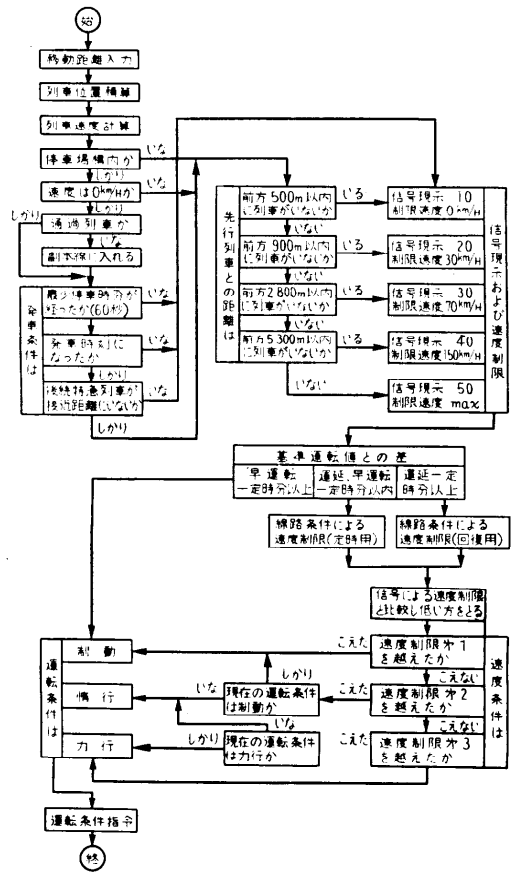 始
移動距離入力
列車位置積算
列車速度計算
停車場構内か
いな
しかり
速度は0km/Hか
いな
しかり
しかり
通過列車か
いな
副本線に入れる
発車条件は
最少停車時分が
経ったか(60秒)
いな
しかり
発車時刻に
なったか
いな
しかり
後続特急列車が
接近距離にいないか
いな
しかり
先行列車との距離は
前方500m以内
に列車がいないか
いる
いない
前方900m以内
に列車がいないか
いる
いない
前方2800m以内
に列車がいないか
いる
いない
前方5300m以内
に列車がいないか
いる
いない
信号現示 10
制限速度0km/H
信号現示 20
制限速度30km/H
信号現示 30
制限速度70km/H
信号現示 40
制限速度150km/H
信号現示 50
制限速度 max
信号現示および速度制限
基準運転値との差
早運転
一定時分以上
遅延、早運転
一定時分以内
遅延一定
時分以上
線路条件による
速度制限(定時用)
線路条件による
速度制限(回復用)
信号による速度制限
と比較し低い方をとる
速度条件は
速度制限才1
を越えたか
こえた
こえない
速度制限才2
を越えたか
こえた
こえない
速度制限才3
を越えたか
こえた
現在の運転条件
は制動か
しかり
いな
現在の運転条件
は力行か
いな
しかり
運転条件は
制動
惰行
力行
運転条件指令
終